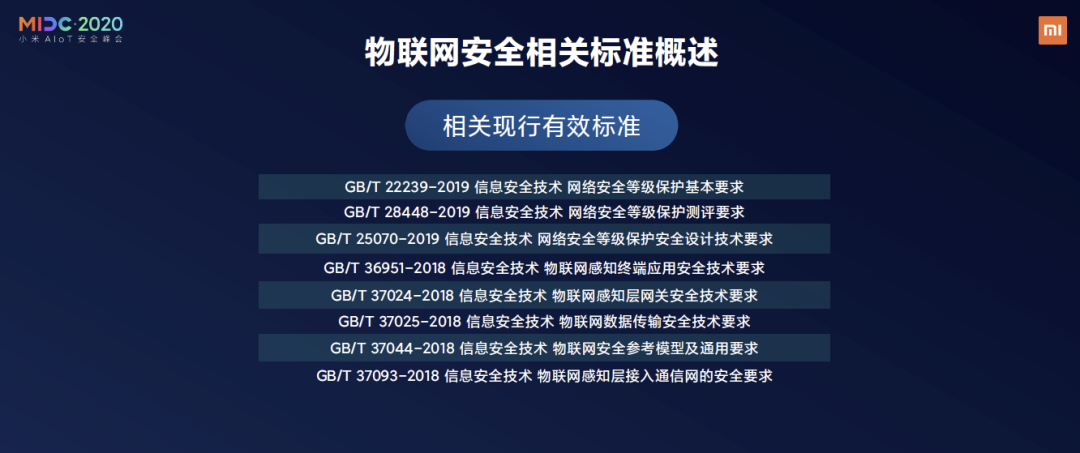 MIDC·2020
小米 AIoT 安全峰会
MI
物联网安全相关标准概述
相关现行有效标准
GB/T 22239-2019 信息安全技术 网络安全等级保护基本要求
GB/T 28448-2019 信息安全技术 网络安全等级保护测评要求
GB/T 25070-2019 信息安全技术 网络安全等级保护安全设计技术要求
GB/T 36951-2018 信息安全技术 物联网感知终端应用安全技术要求
GB/T 37024-2018 信息安全技术 物联网感知层网关安全技术要求
GB/T 37025-2018 信息安全技术 物联网数据传输安全技术要求
GB/T 37044-2018 信息安全技术 物联网安全参考模型及通用要求
GB/T 37093-2018 信息安全技术 物联网感知层接入通信网的安全要求